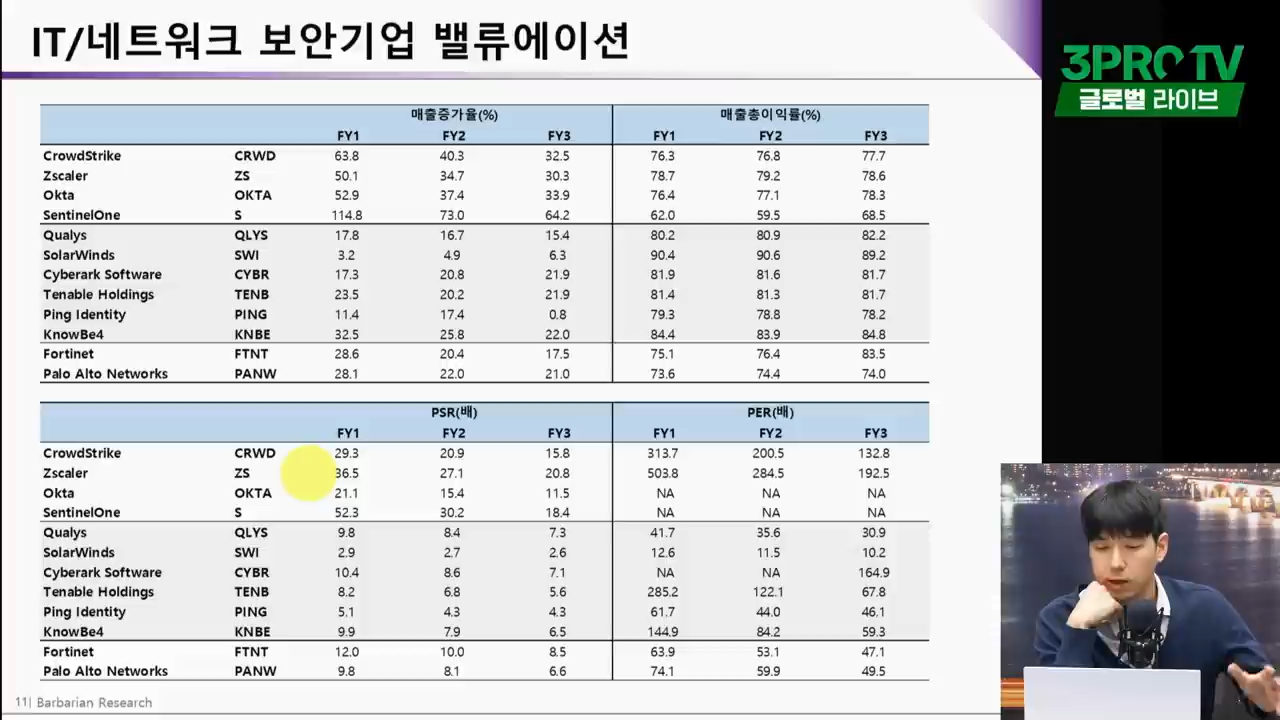 IT/네트워크 보안기업 밸류에이션
3PRO TV
글로벌 라이브
매출증가율(%) 매출총이익률(%)
FY1 FY2 FY3 FY1 FY2 FY3
CrowdStrike CRWD 63.8 40.3 32.5 76.3 76.8 77.7
Zscaler ZS 50.1 34.7 30.3 78.7 79.2 78.6
Okta OKTA 52.9 37.4 33.9 76.4 77.1 78.3
SentinelOne S 114.8 73.0 64.2 62.0 59.5 68.5
Qualys QLYS 17.8 16.7 15.4 80.2 80.9 82.2
SolarWinds SWI 3.2 4.9 6.3 90.4 90.6 89.2
Cyberark Software CYBR 17.3 20.8 21.9 81.9 81.6 81.7
Tenable Holdings TENB 23.5 20.2 21.9 81.4 81.3 81.7
Ping Identity PING 11.4 17.4 0.8 79.3 78.8 78.2
KnowBe4 KNBE 32.5 25.8 22.0 84.4 83.9 84.8
Fortinet FTNT 28.6 20.4 17.5 75.1 76.4 83.5
Palo Alto Networks PANW 28.1 22.0 21.0 73.6 74.4 74.0
PSR(배) PER(배)
FY1 FY2 FY3 FY1 FY2 FY3
CrowdStrike CRWD 29.3 20.9 15.8 313.7 200.5 132.8
Zscaler ZS 36.5 27.1 20.8 503.8 284.5 192.5
Okta OKTA 21.1 15.4 11.5 NA NA NA
SentinelOne S 52.3 30.2 18.4 NA NA NA
Qualys QLYS 9.8 8.4 7.3 41.7 35.6 30.9
SolarWinds SWI 2.9 2.7 2.6 12.6 11.5 10.2
Cyberark Software CYBR 10.4 8.6 7.1 NA NA 164.9
Tenable Holdings TENB 8.2 6.8 5.6 285.2 122.1 67.8
Ping Identity PING 5.1 4.3 4.3 61.7 44.0 46.1
KnowBe4 KNBE 9.9 7.9 6.5 144.9 84.2 59.3
Fortinet FTNT 12.0 10.0 8.5 63.9 53.1 47.1
Palo Alto Networks PANW 9.8 8.1 6.6 74.1 59.9 49.5
11| Barbarian Research